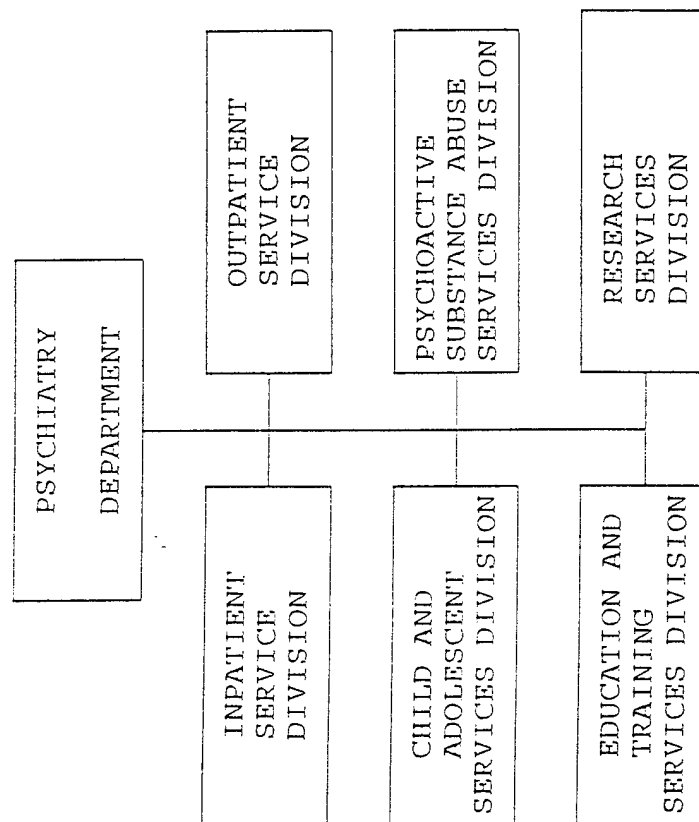 PSYCHIATRY
DEPARTMENT
INPATIENT
SERVICE
DIVISION
OUTPATIENT
SERVICE
DIVISION
CHILD AND
ADOLESCENT
SERVICES DIVISION
PSYCHOACTIVE
SUBSTANCE ABUSE
SERVICES DIVISION
EDUCATION AND
TRAINING
SERVICES DIVISION
RESEARCH
SERVICES
DIVISION